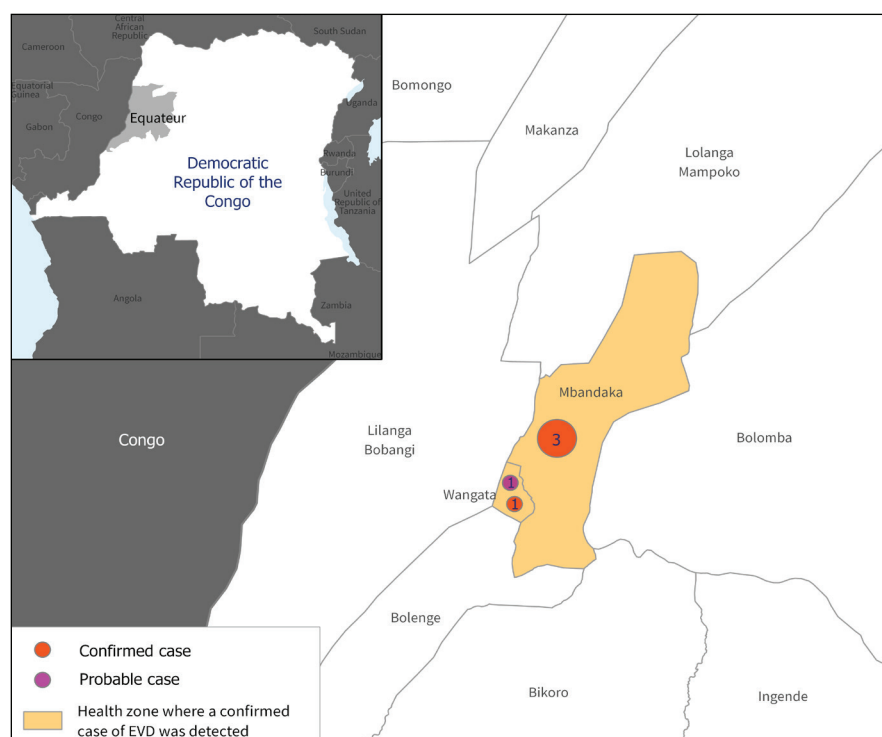 Central
African
Republic
South Sudan
Cameroon
Equatorial
Guinea
Congo
Gabon
Equateur
Uganda
Rwanda
Burundi
Democratic
Republic of the
Congo
United
Republic of
Tanzania
Angola
Zambia
Mozambique
Bomongo
Makanza
Lolanga
Mampoko
Mbandaka
3
Congo
Lilanga
Bobangi
Bolomba
Wangata
1
1
Bolenge
Bikoro
Ingende
Confirmed case
Probable case
Health zone where a confirmed
case of EVD was detected